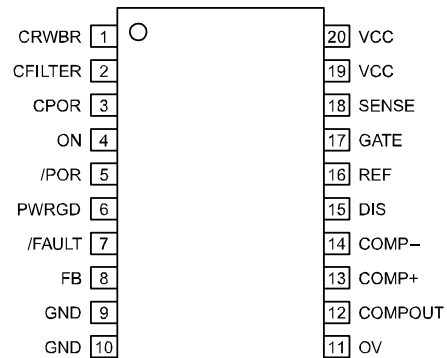 CRWBR 1 20 VCC
CFILTER 2 19 VCC
CPOR 3 18 SENSE
ON 4 17 GATE
/POR 5 16 REF
PWRGD 6 15 DIS
/FAULT 7 14 COMP−
FB 8 13 COMP+
GND 9 12 COMPOUT
GND 10 11 OV